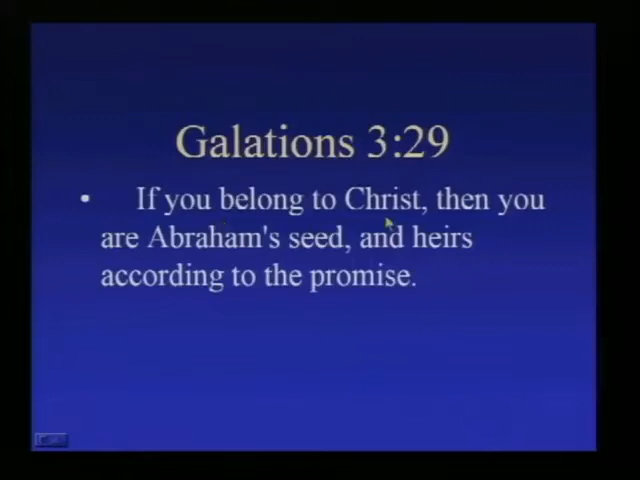 Galations 3:29
• If you belong to Christ, then you
are Abraham's seed, and heirs
according to the promise.